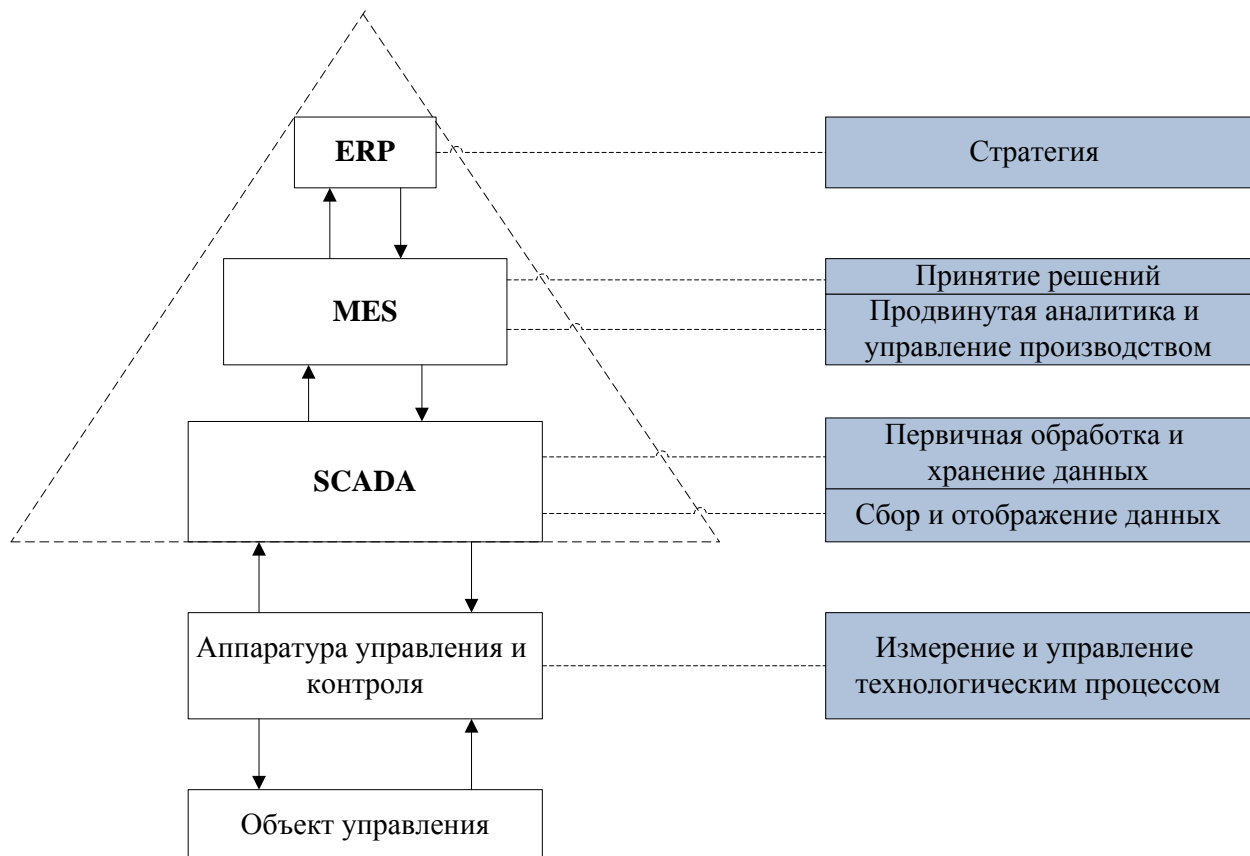 ERP
Стратегия
MES
Принятие решений
Продвинутая аналитика и
управление производством
SCADA
Первичная обработка и
хранение данных
Сбор и отображение данных
Аппаратура управления и
контроля
Измерение и управление
технологическим процессом
Объект управления